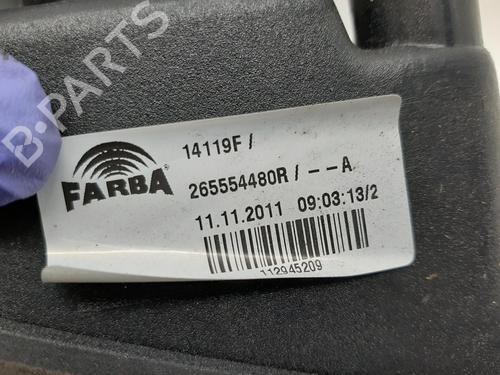 B-PARTS
FARBA
14119F /
265554480R / - - A
11.11.2011 09:03:13/2
112945209